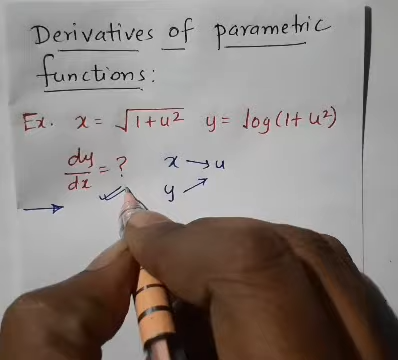 Derivatives of parametric
functions:
Ex. x = √(1+u²) y = log(1+u²)
dy/dx = ? x → u
y ↗